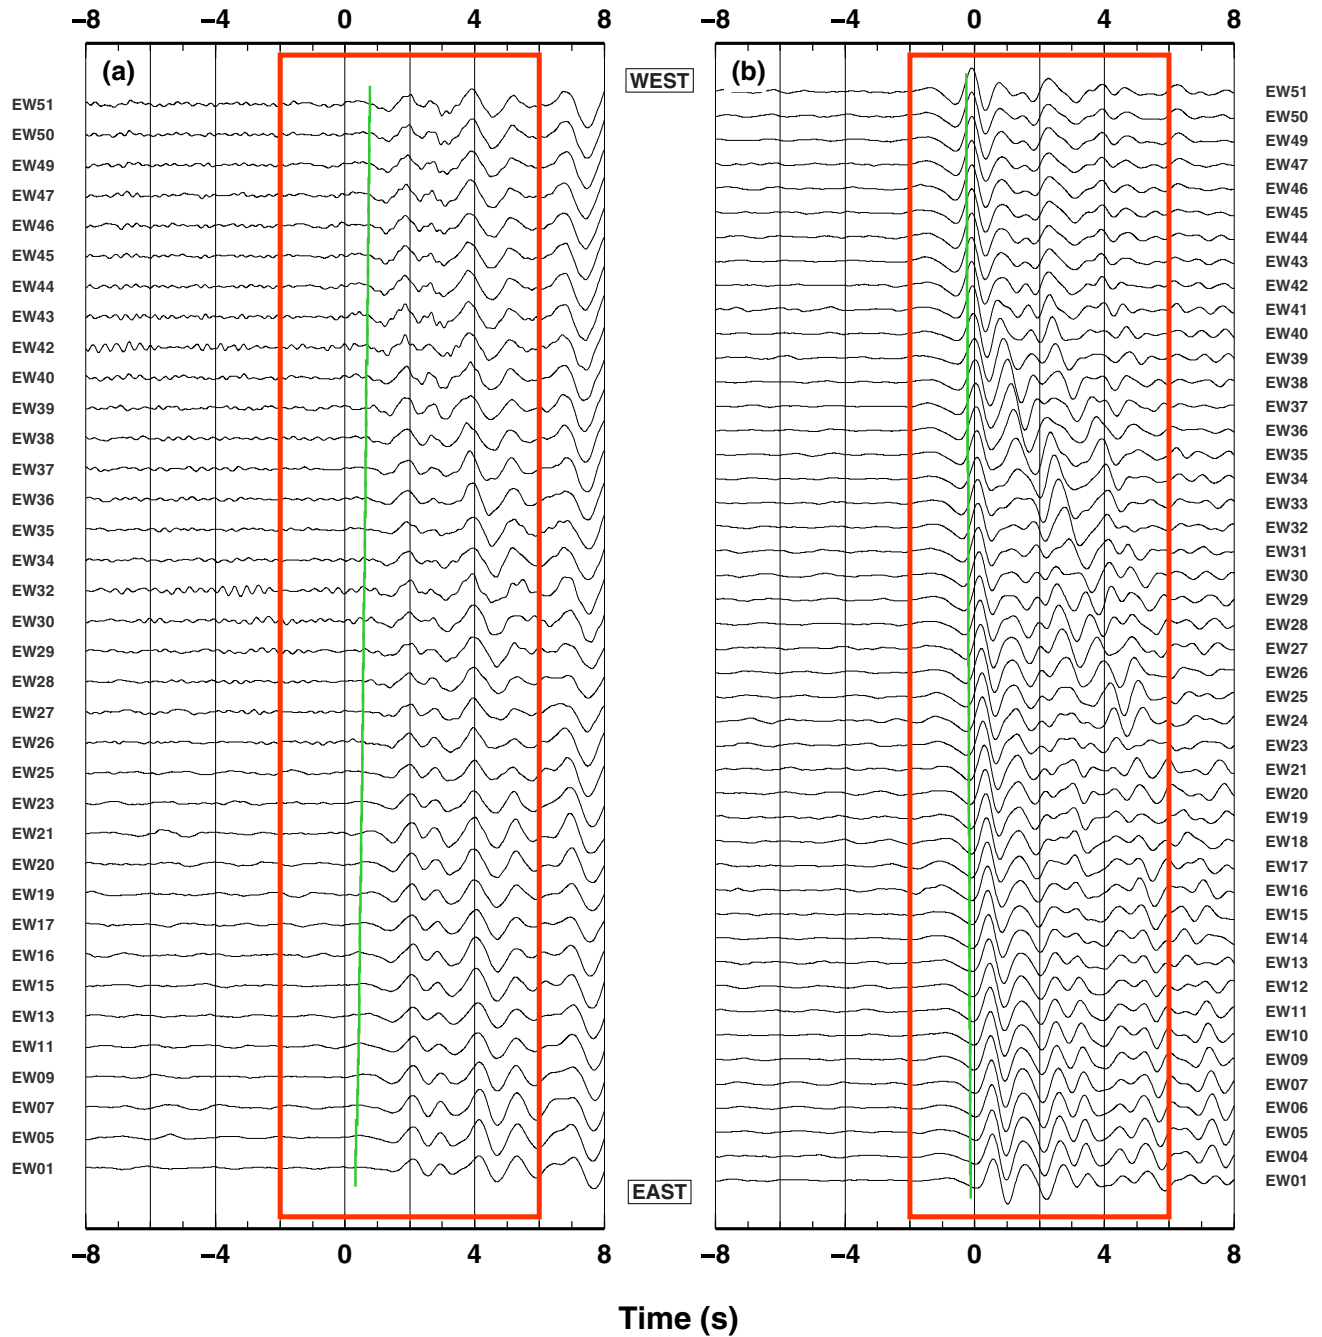 −8 −4 0 4 8 −8 −4 0 4 8
(a) WEST (b)
EW51 EW51
EW50 EW50
EW49 EW49
EW47 EW47
EW46 EW46
EW45 EW45
EW44 EW44
EW43 EW43
EW42 EW42
EW40 EW41
EW39 EW40
EW38 EW39
EW37 EW38
EW36 EW37
EW35 EW36
EW34 EW35
EW32 EW34
EW30 EW33
EW29 EW32
EW28 EW31
EW27 EW30
EW26 EW29
EW25 EW28
EW23 EW27
EW21 EW26
EW20 EW25
EW19 EW24
EW17 EW23
EW16 EW21
EW15 EW20
EW13 EW19
EW11 EW18
EW09 EW17
EW07 EW16
EW05 EW15
EW01 EW14
EW13
EW12
EW11
EW10
EW09
EW07
EW06
EW05
EW04
EW01
EAST
−8 −4 0 4 8 −8 −4 0 4 8
Time (s)